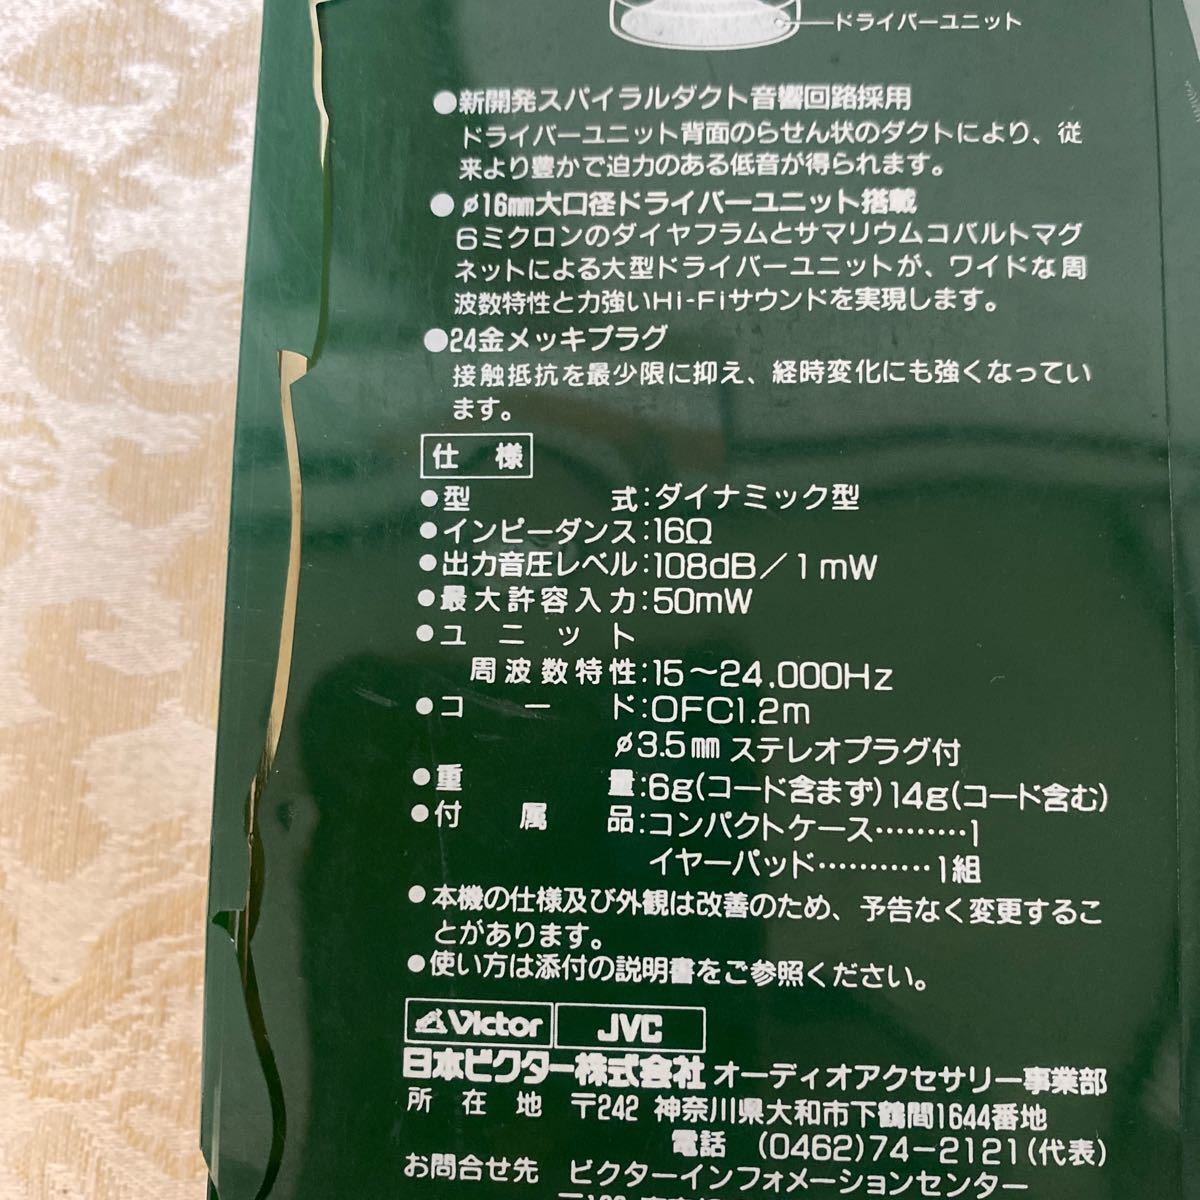 ドライバーユニット
●新開発スパイラルダクト音響回路採用
ドライバーユニット背面のらせん状のダクトにより、従
来より豊かで迫力のある低音が得られます。
●φ16mm大口径ドライバーユニット搭載
6ミクロンのダイヤフラムとサマリウムコバルトマグ
ネットによる大型ドライバーユニットが、ワイドな周
波数特性と力強いHi-Fiサウンドを実現します。
●24金メッキプラグ
接触抵抗を最少限に抑え、経時変化にも強くなってい
ます。
仕 様
●型 式:ダイナミック型
●インピーダンス:16Ω
●出力音圧レベル:108dB/1mW
●最大許容入力:50mW
●ユニット
周波数特性:15〜24,000Hz
●コード:OFC1.2m
φ3.5mmステレオプラグ付
●重 量:6g(コード含まず)14g(コード含む)
●付 属 品:コンパクトケース………1
イヤーパッド…………1組
●本機の仕様及び外観は改善のため、予告なく変更するこ
とがあります。
●使い方は添付の説明書をご参照ください。
Victor JVC
日本ビクター株式会社 オーディオアクセサリー事業部
所 在 地 〒242 神奈川県大和市下鶴間1644番地
電話 (0462)74-2121(代表)
お問合せ先 ビクターインフォメーションセンター